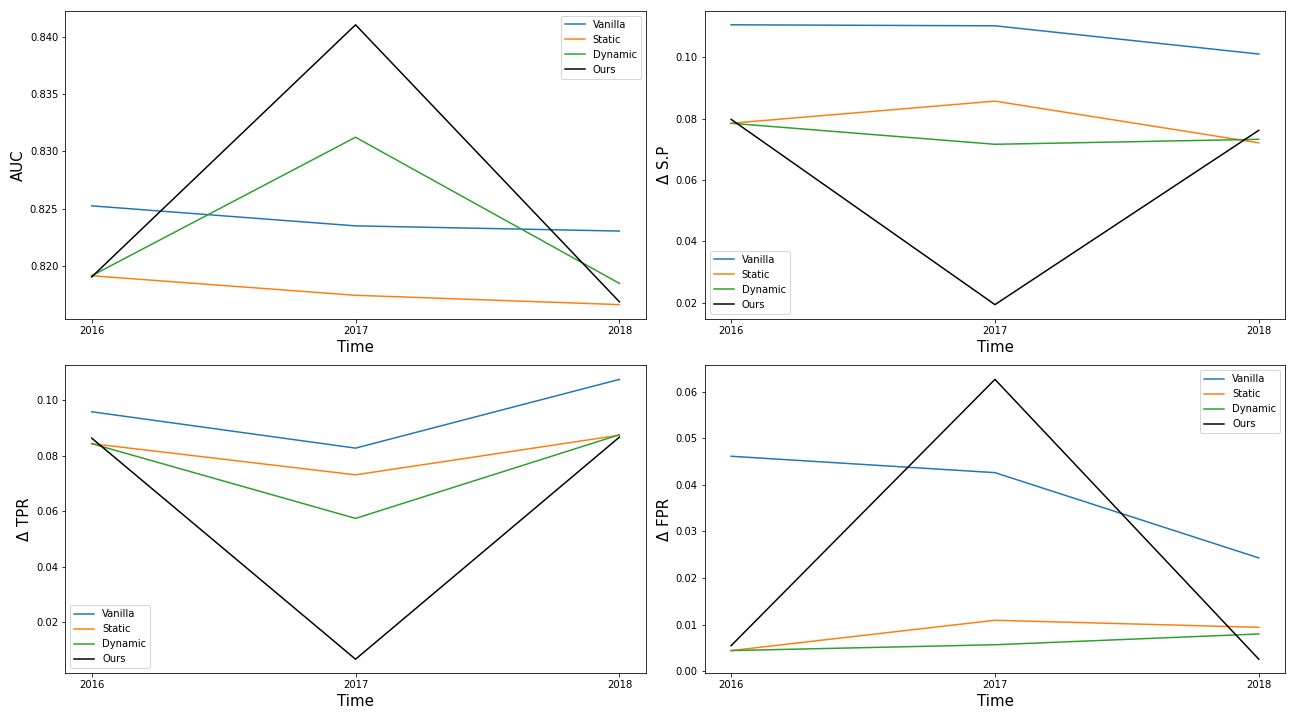 AUC
0.840
0.835
0.830
0.825
0.820
2016
2017
2018
Time
Vanilla
Static
Dynamic
Ours
Δ S.P
0.10
0.08
0.06
0.04
0.02
2016
2017
2018
Time
Vanilla
Static
Dynamic
Ours
Δ TPR
0.10
0.08
0.06
0.04
0.02
2016
2017
2018
Time
Vanilla
Static
Dynamic
Ours
Δ FPR
0.06
0.05
0.04
0.03
0.02
0.01
0.00
2016
2017
2018
Time
Vanilla
Static
Dynamic
Ours